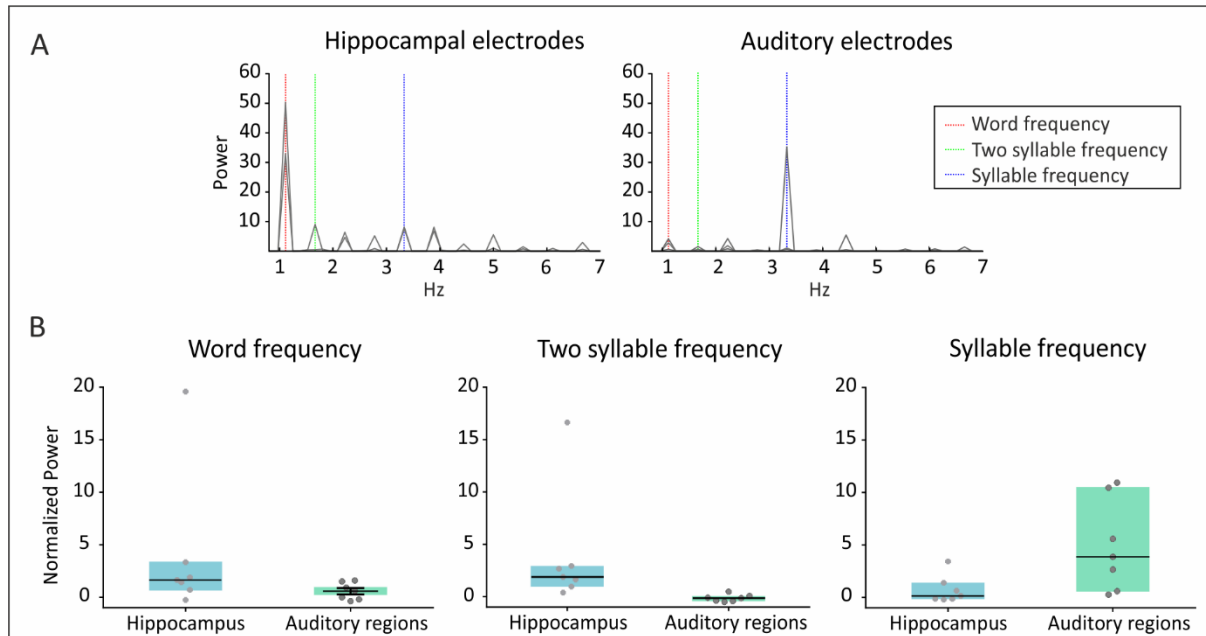 A
Hippocampal electrodes
Auditory electrodes
60
50
40
30
20
10
Power
1 2 3 4 5 6 7
Hz
60
50
40
30
20
10
1 2 3 4 5 6 7
Hz
Word frequency
Two syllable frequency
Syllable frequency
B
Word frequency
Two syllable frequency
Syllable frequency
Normalized Power
20
15
10
5
0
Hippocampus Auditory regions
20
15
10
5
0
Hippocampus Auditory regions
20
15
10
5
0
Hippocampus Auditory regions